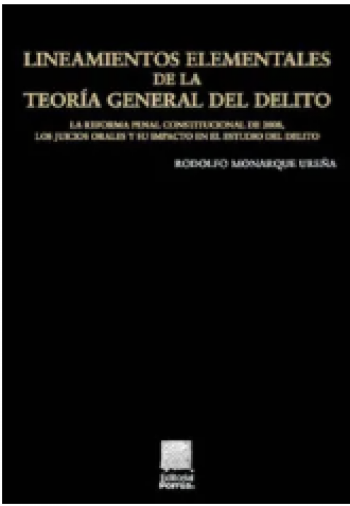 LINEAMIENTOS ELEMENTALES
DE LA
TEORÍA GENERAL DEL DELITO
LA REFORMA PENAL CONSTITUCIONAL DE 2008,
LOS JUICIOS ORALES Y SU IMPACTO EN EL ESTUDIO DEL DELITO
RODOLFO MONARQUE UREÑA
Editorial
Porrúa